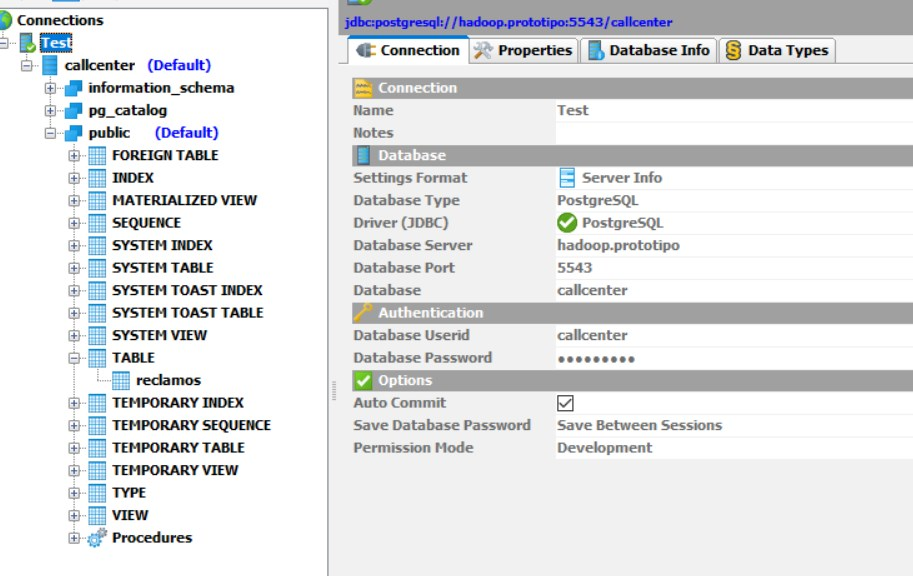 Connections
Test
callcenter (Default)
information_schema
pg_catalog
public (Default)
FOREIGN TABLE
INDEX
MATERIALIZED VIEW
SEQUENCE
SYSTEM INDEX
SYSTEM TABLE
SYSTEM TOAST INDEX
SYSTEM TOAST TABLE
SYSTEM VIEW
TABLE
reclamos
TEMPORARY INDEX
TEMPORARY SEQUENCE
TEMPORARY TABLE
TEMPORARY VIEW
TYPE
VIEW
Procedures
jdbc:postgresql://hadoop.prototipo:5543/callcenter
Connection Properties Database Info Data Types
Connection
Name Test
Notes
Database
Settings Format Server Info
Database Type PostgreSQL
Driver (JDBC) PostgreSQL
Database Server hadoop.prototipo
Database Port 5543
Database callcenter
Authentication
Database Userid callcenter
Database Password •••••••••
Options
Auto Commit
Save Database Password Save Between Sessions
Permission Mode Development